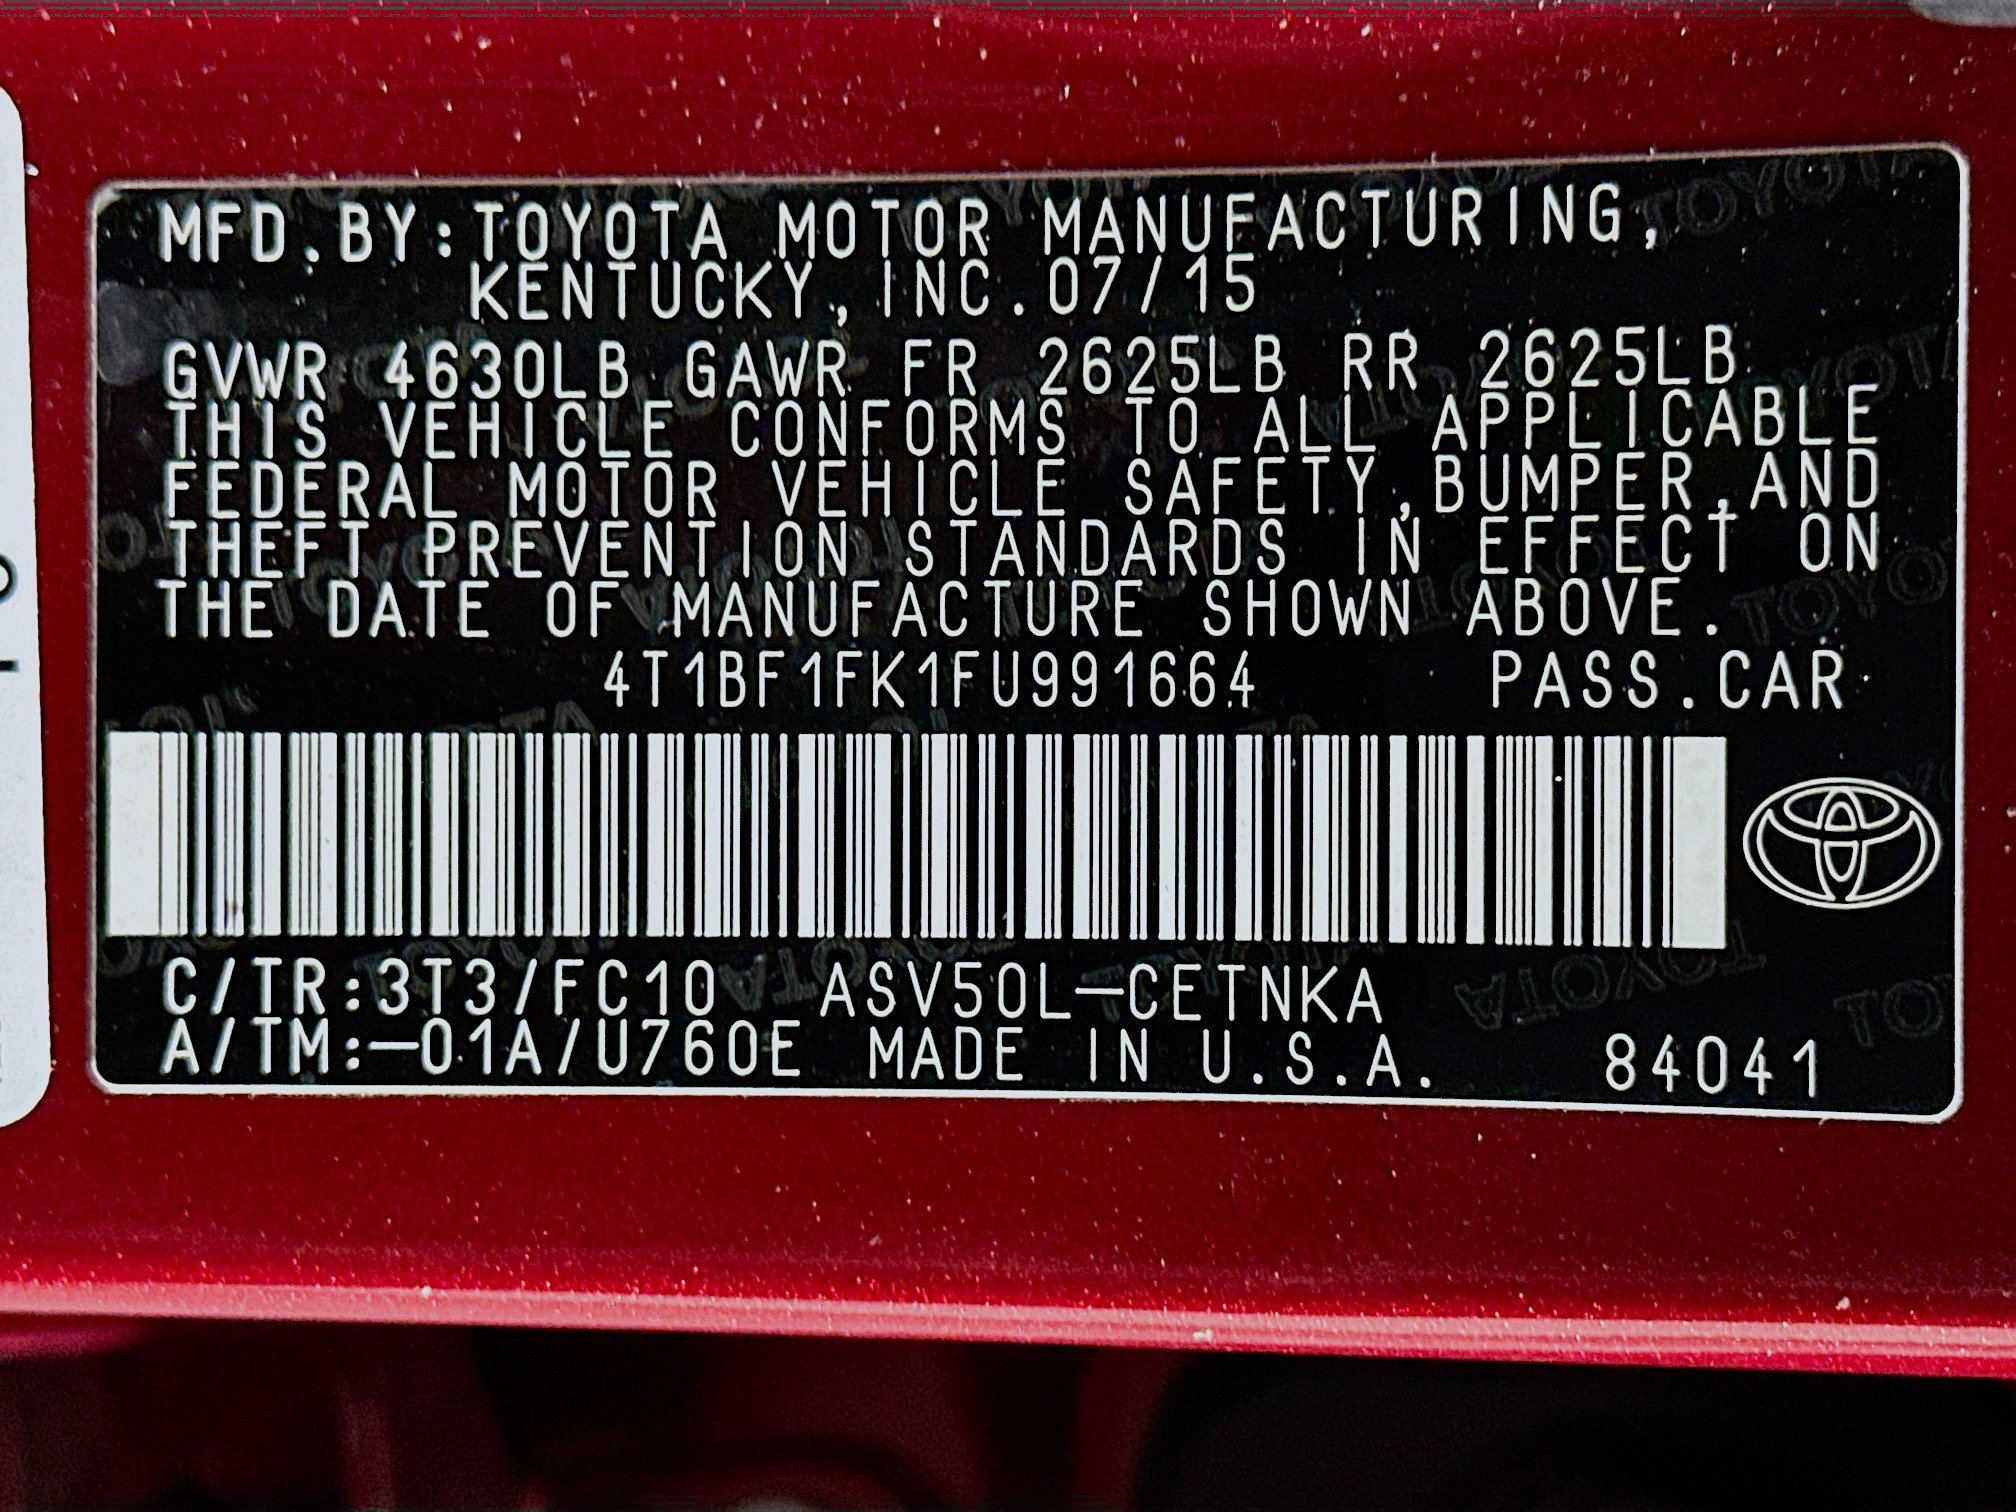 MFD.BY:TOYOTA MOTOR MANUFACTURING,
KENTUCKY, INC.07/15
GVWR 4630LB GAWR FR 2625LB RR 2625LB
THIS VEHICLE CONFORMS TO ALL APPLICABLE
FEDERAL MOTOR VEHICLE SAFETY,BUMPER,AND
THEFT PREVENTION STANDARDS IN EFFECT ON
THE DATE OF MANUFACTURE SHOWN ABOVE.
4T1BF1FK1FU991664 PASS.CAR
C/TR:3T3/FC10 ASV50L-CETNKA
A/TM:-01A/U760E MADE IN U.S.A. 84041